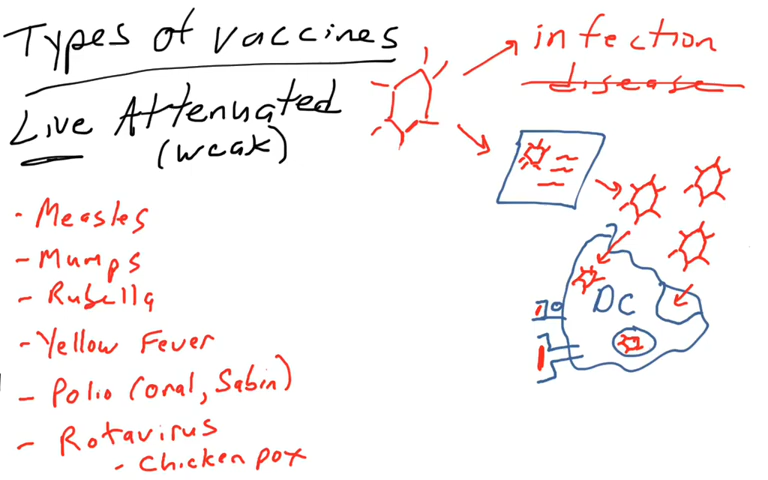 Types of vaccines
Live Attenuated
(weak)
- Measles
- Mumps
- Rubella
- Yellow Fever
- Polio (oral, Sabin)
- Rotavirus
- Chicken pox
infection
disease
DC